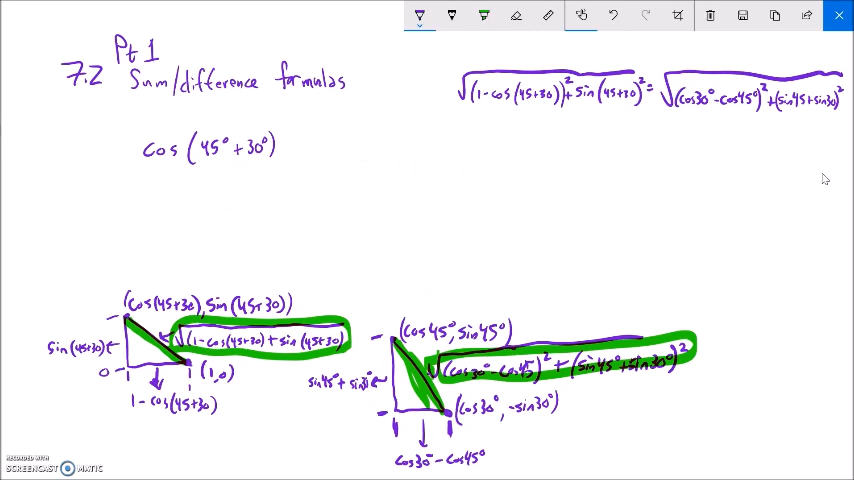 Pt 1
7.2 Sum/difference formulas
√(1-cos(45+30))²+sin(45+30)² = √(cos30°-cos45°)²+(sin45+sin30)²
cos(45°+30°)
(cos(45+30), sin(45+30))
sin(45+30)
√(1-cos(45+30)+sin(45+30)
0
(1,0)
1-cos(45+30)
(cos45°, sin45°)
√(cos30°-cos45)²+(sin45°+sin30°)²
sin45°+sin30°
(cos30°, -sin30°)
cos30°-cos45°
RECORDED WITH
SCREENCAST MATIC